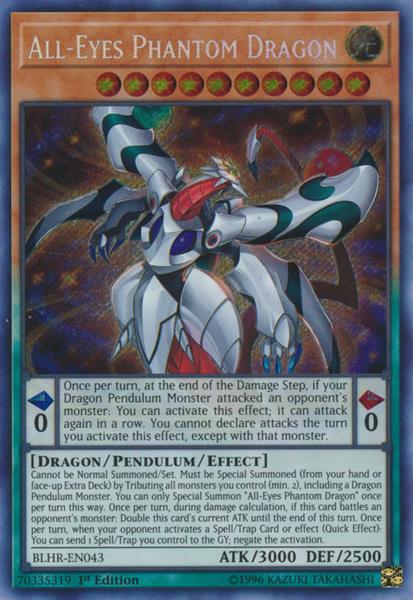 ALL-EYES PHANTOM DRAGON
Once per turn, at the end of the Damage Step, if your
Dragon Pendulum Monster attacked an opponent's
monster: You can activate this effect; it can attack
again in a row. You cannot declare attacks the turn
you activate this effect, except with that monster.
0
0
[DRAGON/PENDULUM/EFFECT]
Cannot be Normal Summoned/Set. Must be Special Summoned (from your hand or
face-up Extra Deck) by Tributing all monsters you control (min. 2), including a Dragon
Pendulum Monster. You can only Special Summon "All-Eyes Phantom Dragon" once
per turn this way. Once per turn, during damage calculation, if this card battles an
opponent's monster: Double this card's current ATK until the end of this turn. Once
per turn, when your opponent activates a Spell/Trap Card or effect (Quick Effect):
You can send 1 Spell/Trap you control to the GY; negate the activation.
BLHR-EN043
ATK/3000 DEF/2500
70335319
1st Edition
©1996 KAZUKI TAKAHASHI